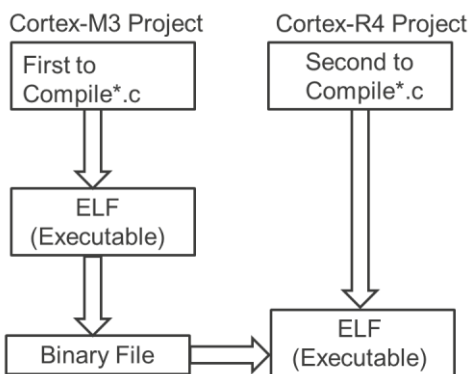 Cortex-M3 Project
First to
Compile*.c
ELF
(Executable)
Binary File
Cortex-R4 Project
Second to
Compile*.c
ELF
(Executable)